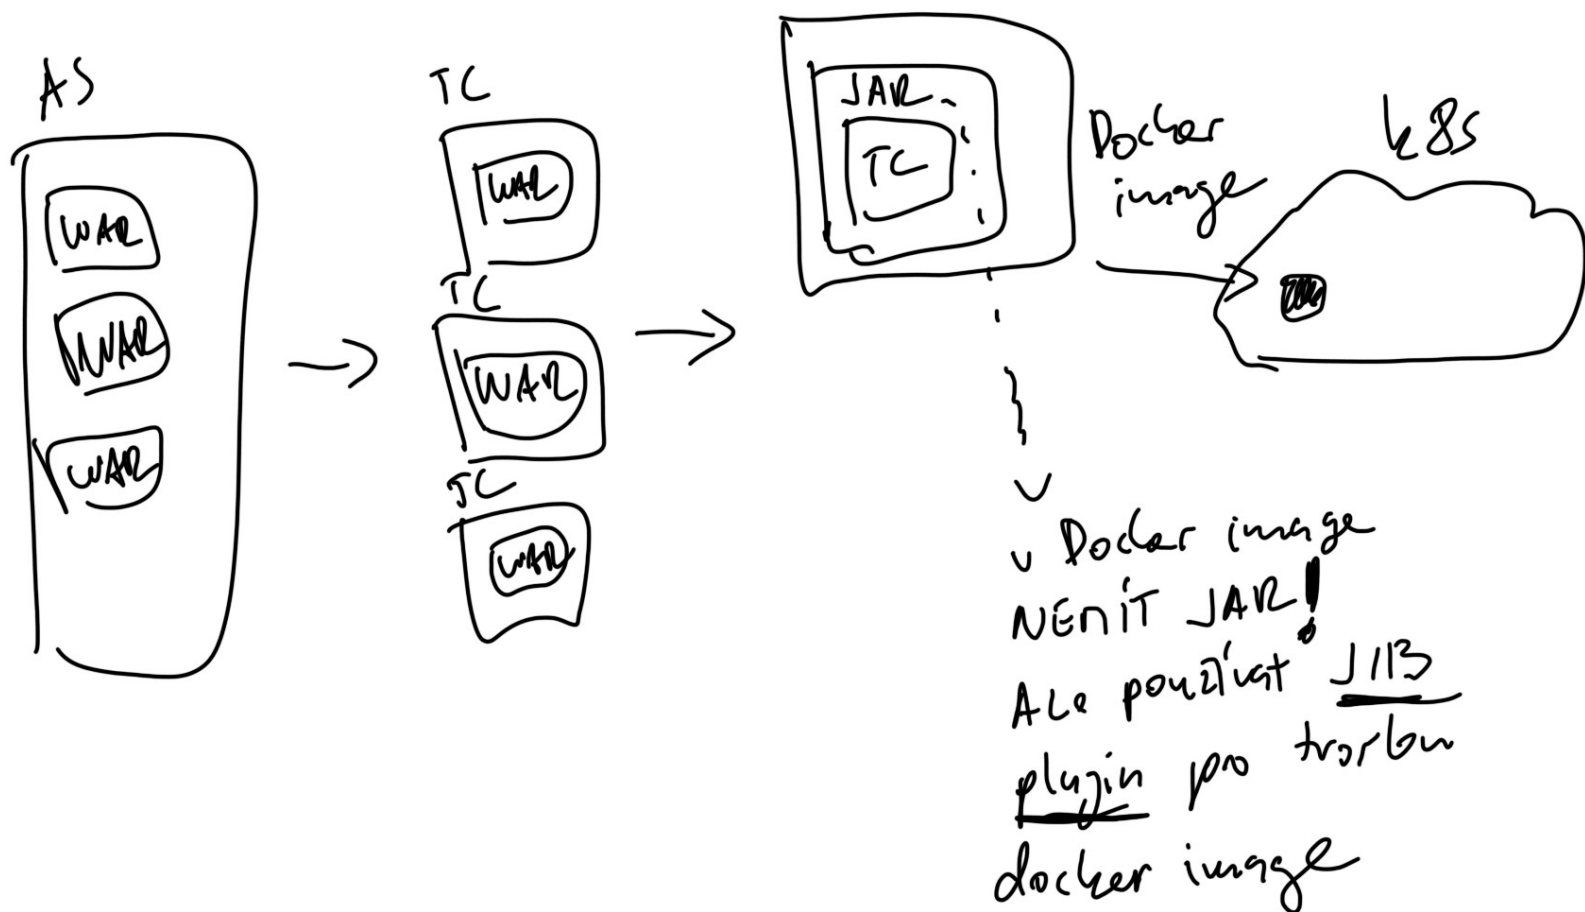 AS
WAR
WAR
WAR
TC
WAR
TC
WAR
TC
WAR
JAR
TC
Docker
image
k8s
v Docker image
NEMÍT JAR!
Ale používat JIB
plugin pro tvorbu
docker image